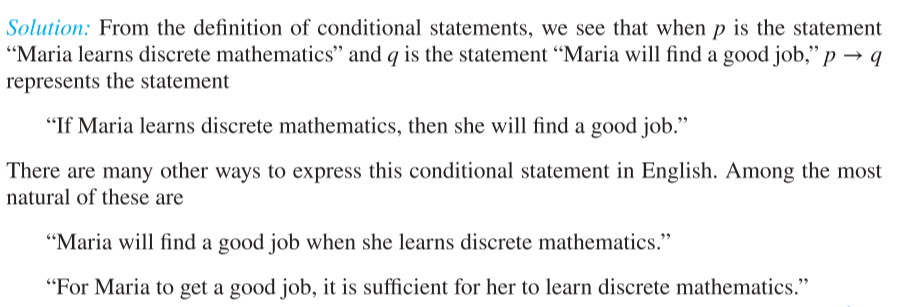 Solution: From the definition of conditional statements, we see that when p is the statement
“Maria learns discrete mathematics” and q is the statement “Maria will find a good job,” p → q
represents the statement
“If Maria learns discrete mathematics, then she will find a good job.”
There are many other ways to express this conditional statement in English. Among the most
natural of these are
“Maria will find a good job when she learns discrete mathematics.”
“For Maria to get a good job, it is sufficient for her to learn discrete mathematics.”